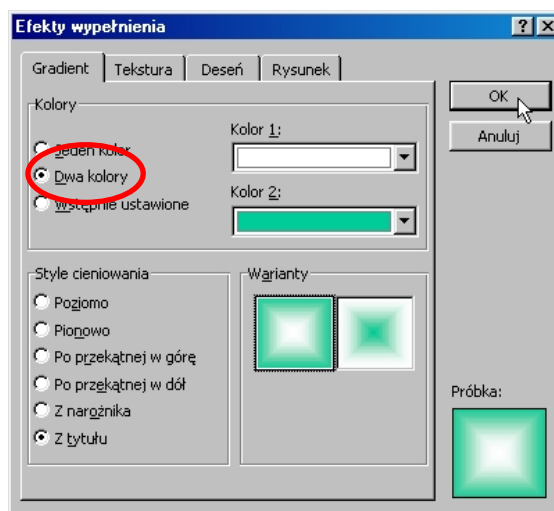 Efekty wypełnienia
Gradient Tekstura Deseń Rysunek
OK
Anuluj
Kolory
Jeden kolor
Dwa kolory
Wstępnie ustawione
Kolor 1:
Kolor 2:
Style cieniowania
Poziomo
Pionowo
Po przekątnej w górę
Po przekątnej w dół
Z narożnika
Z tytułu
Warianty
Próbka: